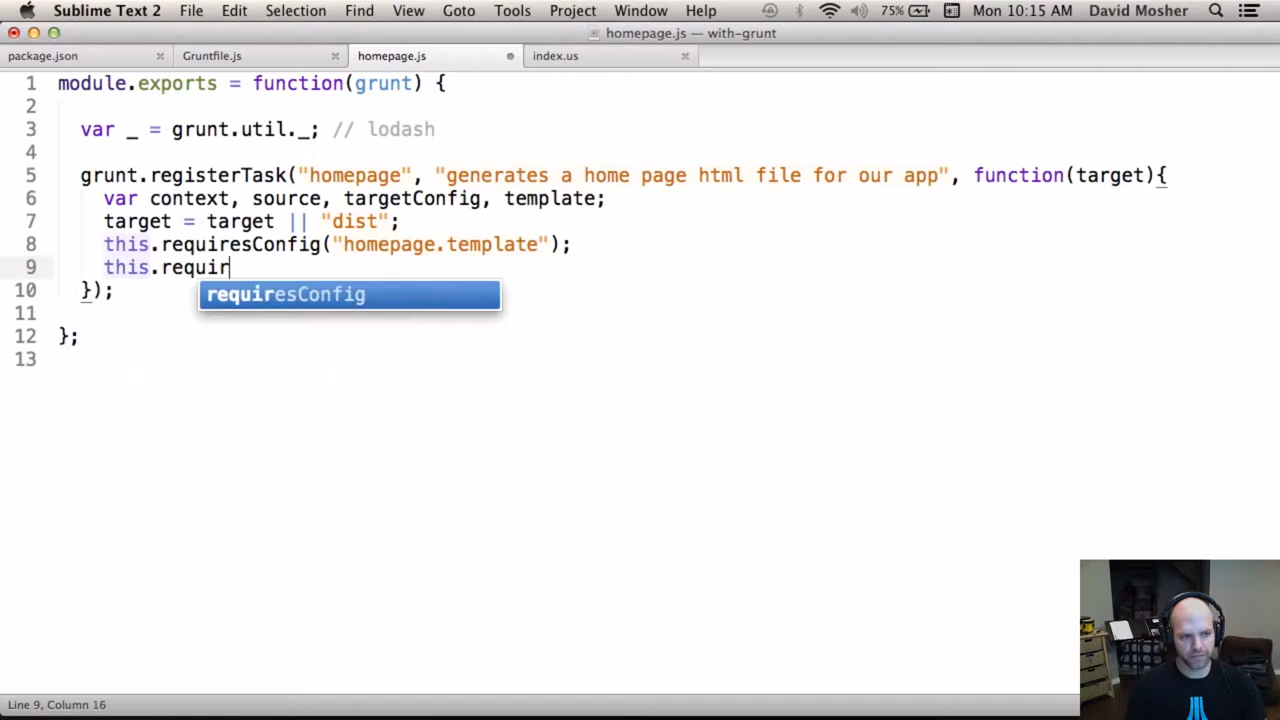 Sublime Text 2 File Edit Selection Find View Goto Tools Project Window Help 75% Mon 10:15 AM David Mosher
homepage.js — with-grunt
package.json Gruntfile.js homepage.js index.us
1 module.exports = function(grunt) {
2
3 var _ = grunt.util._; // lodash
4
5 grunt.registerTask("homepage", "generates a home page html file for our app", function(target){
6 var context, source, targetConfig, template;
7 target = target || "dist";
8 this.requiresConfig("homepage.template");
9 this.requir
requiresConfig
10 });
11
12 };
13
Line 9, Column 16